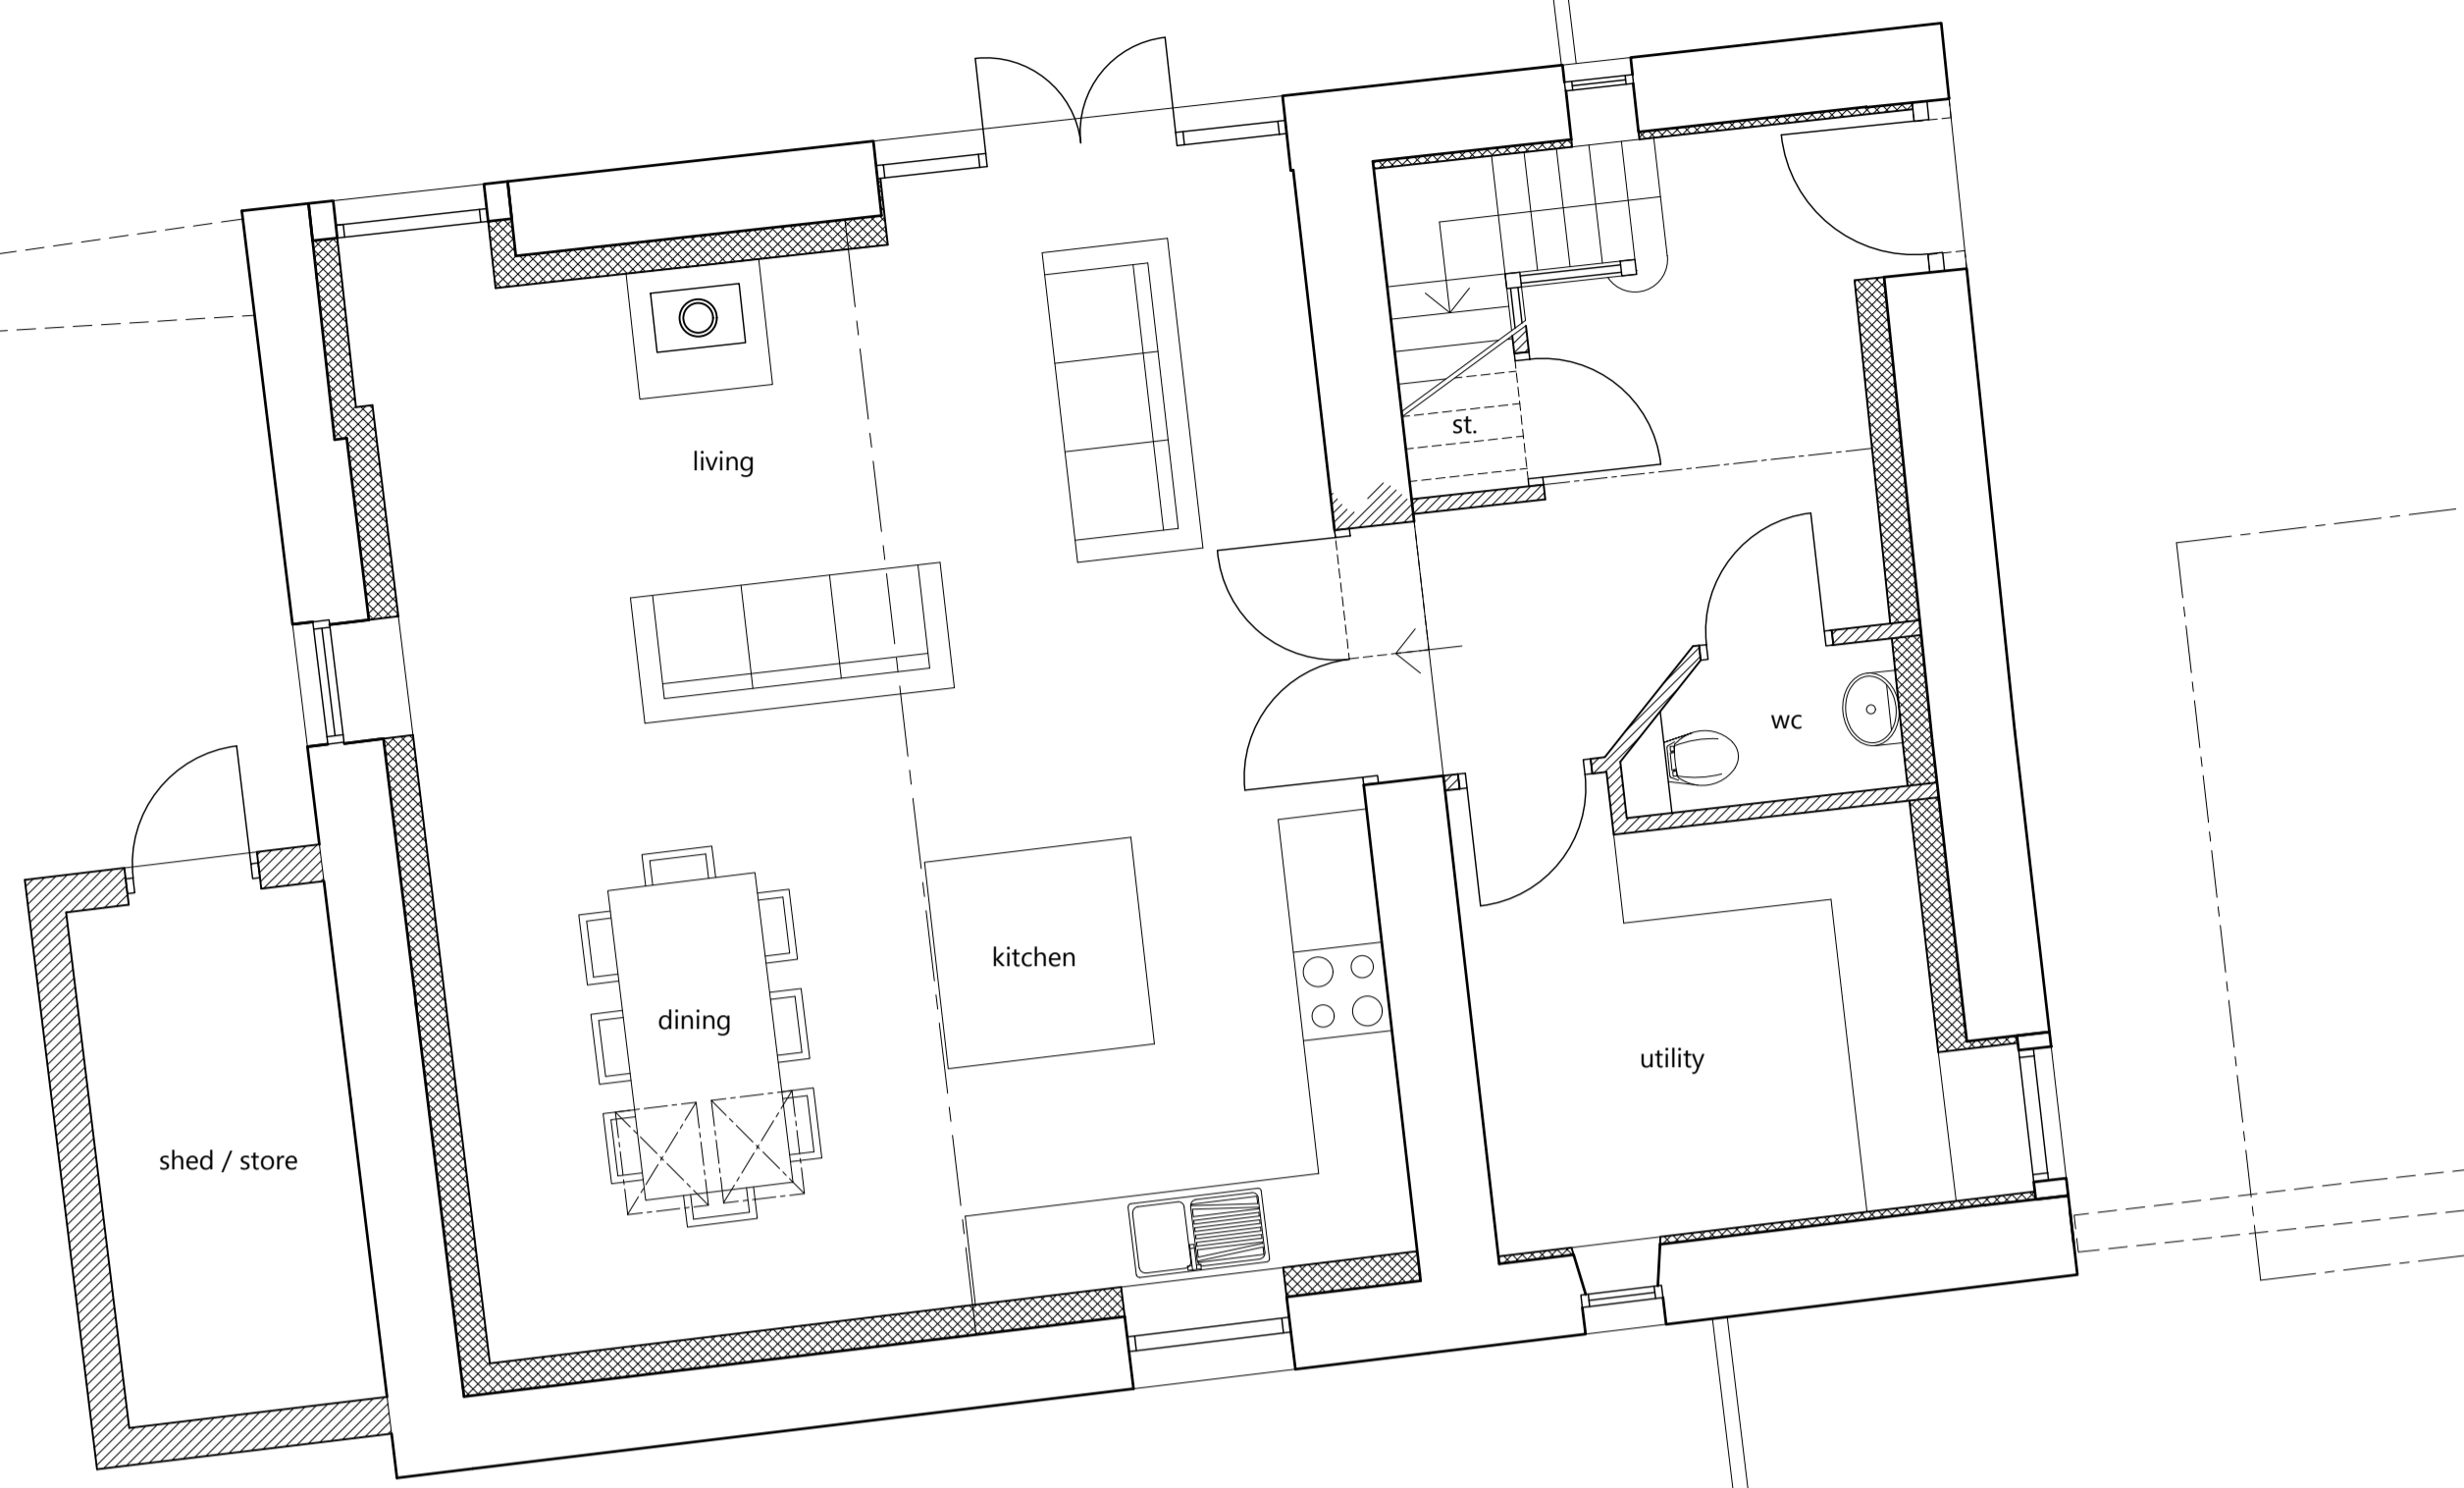 st.
living
wc
kitchen
dining
utility
shed / store